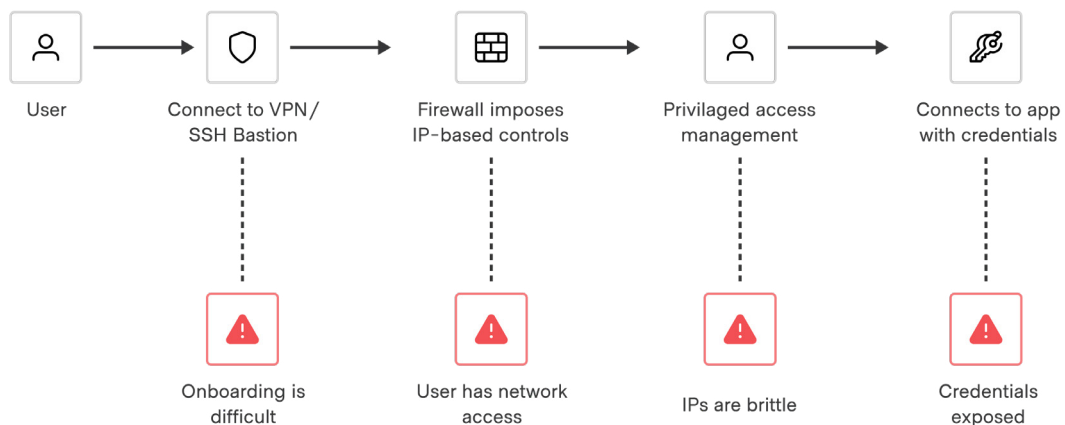 User
Connect to VPN/
SSH Bastion
Firewall imposes
IP-based controls
Privilaged access
management
Connects to app
with credentials
Onboarding is
difficult
User has network
access
IPs are brittle
Credentials
exposed